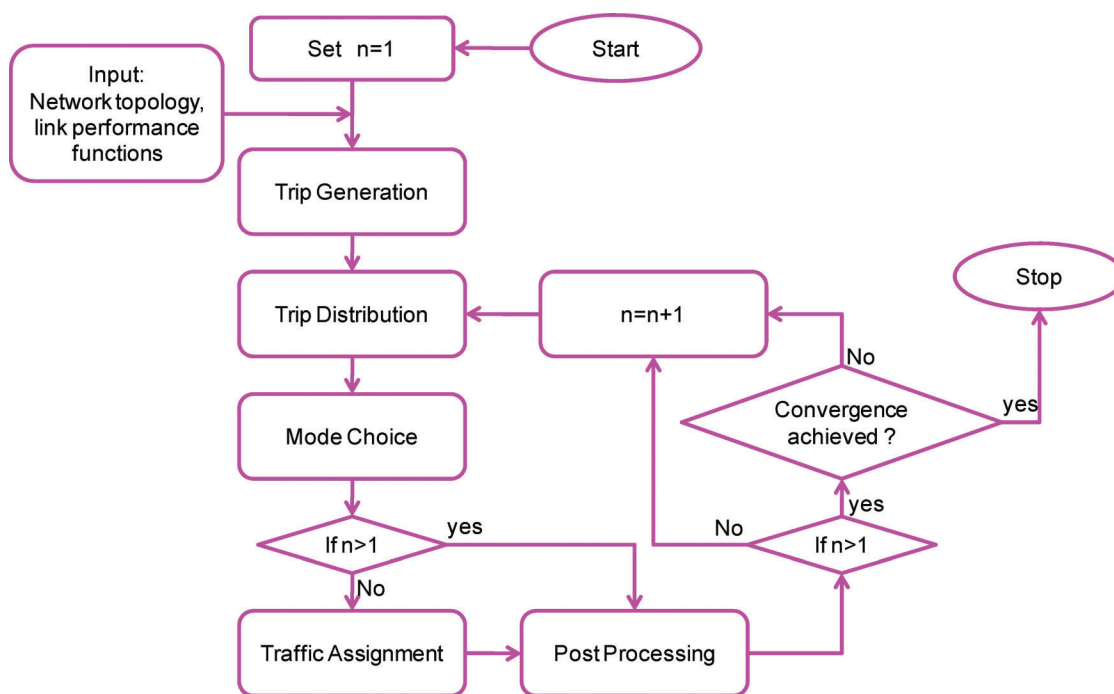 Set n=1
Start
Input:
Network topology,
link performance
functions
Trip Generation
Trip Distribution
n=n+1
Stop
No
Convergence
achieved ?
yes
Mode Choice
If n>1
yes
No
yes
No
If n>1
Traffic Assignment
Post Processing